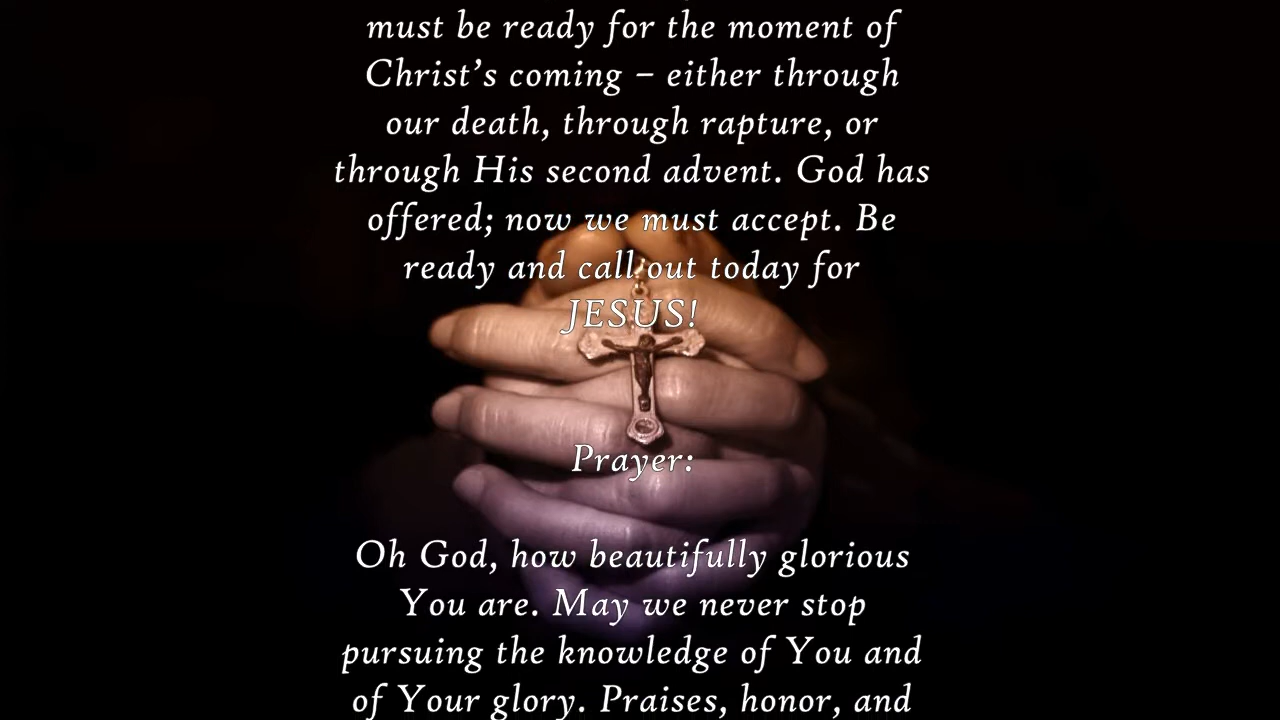 must be ready for the moment of
Christ’s coming – either through
our death, through rapture, or
through His second advent. God has
offered; now we must accept. Be
ready and call out today for
JESUS!
Prayer:
Oh God, how beautifully glorious
You are. May we never stop
pursuing the knowledge of You and
of Your glory. Praises, honor, and